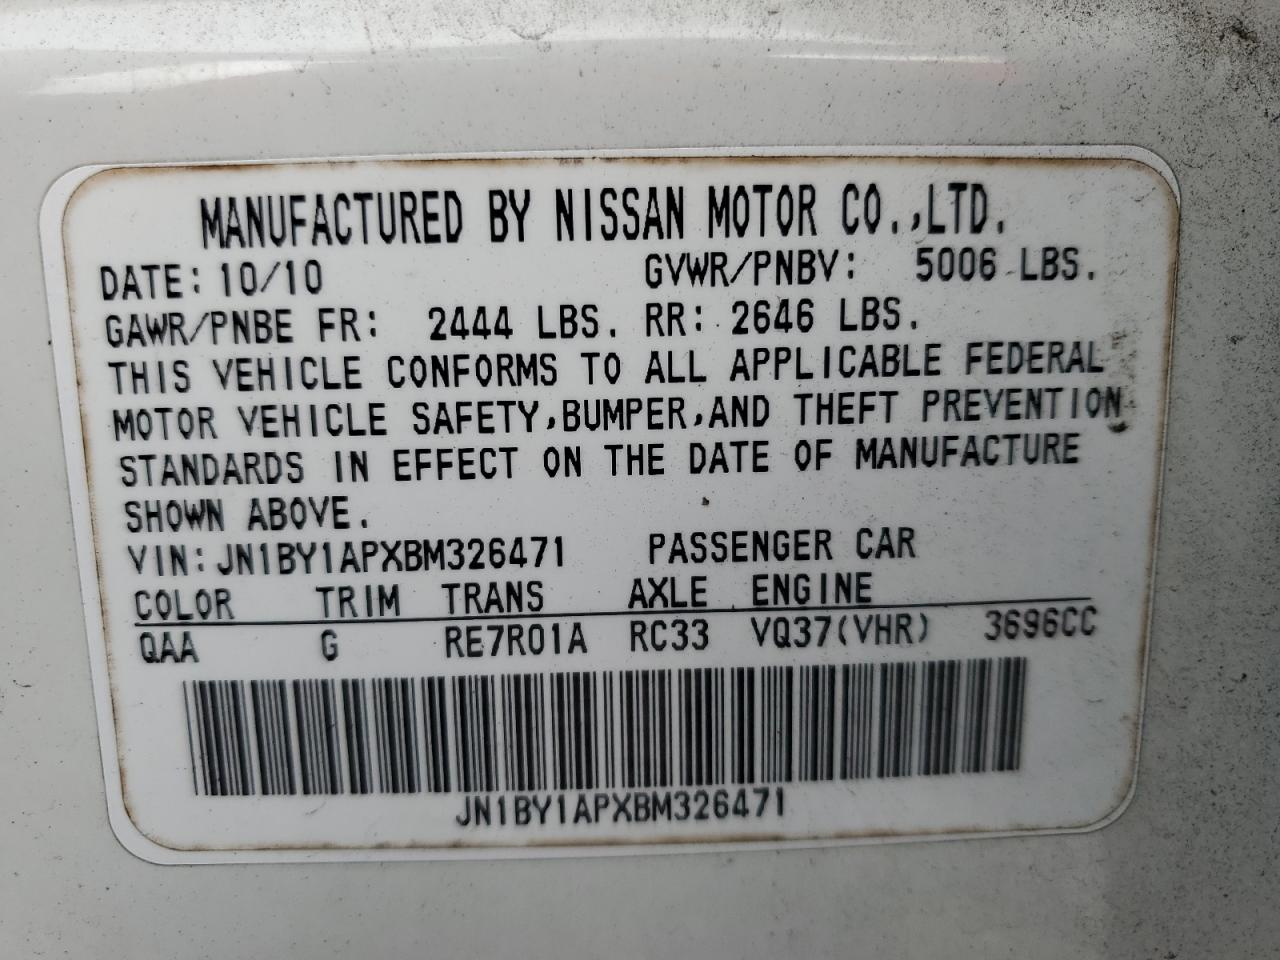 MANUFACTURED BY NISSAN MOTOR CO.,LTD.
DATE: 10/10 GVWR/PNBV: 5006 LBS.
GAWR/PNBE FR: 2444 LBS. RR: 2646 LBS.
THIS VEHICLE CONFORMS TO ALL APPLICABLE FEDERAL
MOTOR VEHICLE SAFETY,BUMPER,AND THEFT PREVENTION
STANDARDS IN EFFECT ON THE DATE OF MANUFACTURE
SHOWN ABOVE.
VIN:JN1BY1APXBM326471 PASSENGER CAR
COLOR TRIM TRANS AXLE ENGINE
QAA G RE7R01A RC33 VQ37(VHR) 3696CC
JN1BY1APXBM326471